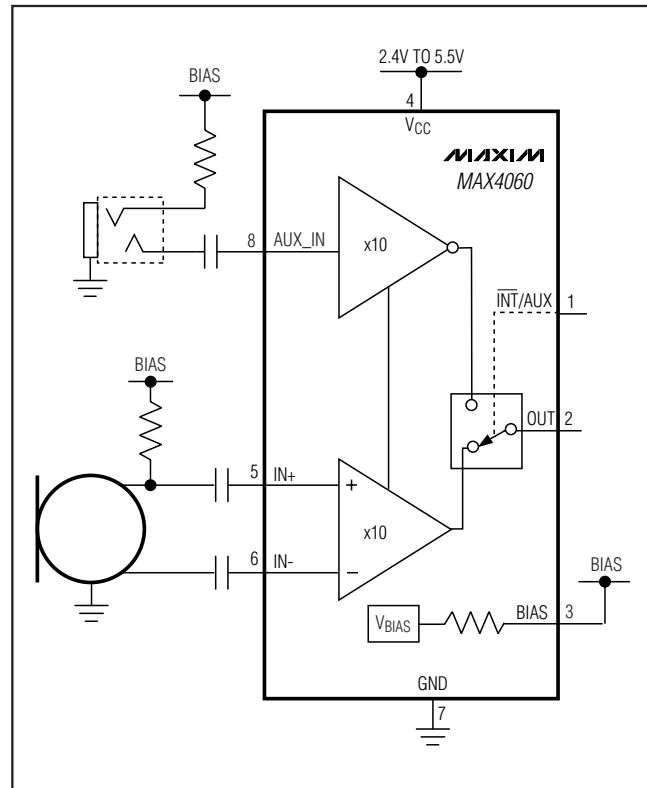 2.4V TO 5.5V
BIAS
4
VCC
MAXIM
MAX4060
x10
8
AUX_IN
INT/AUX
1
BIAS
OUT
2
5
IN+
+
x10
6
IN-
−
BIAS
VBIAS
BIAS
3
GND
7